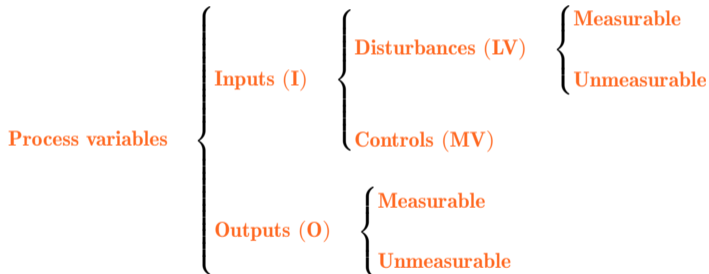 Process variables
Inputs (I)
Disturbances (LV)
Measurable
Unmeasurable
Controls (MV)
Outputs (O)
Measurable
Unmeasurable